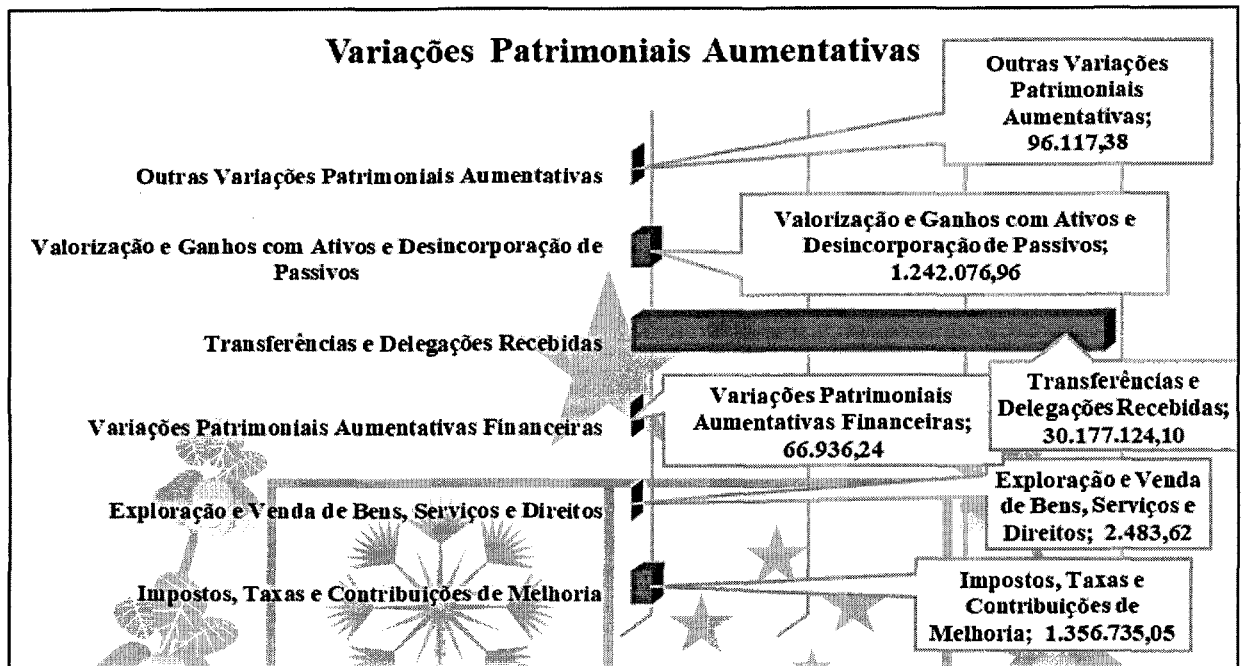 Variações Patrimoniais Aumentativas
Outras Variações
Patrimoniais
Aumentativas;
96.117,38
Outras Variações Patrimoniais Aumentativas
Valorização e Ganhos com Ativos e
Desincorporação de Passivos;
1.242.076,96
Valorização e Ganhos com Ativos e Desincorporação de
Passivos
Transferências e Delegações Recebidas
Transferências e
Delegações Recebidas;
30.177.124,10
Variações Patrimoniais
Aumentativas Financeiras;
66.936,24
Variações Patrimoniais Aumentativas Financeiras
Exploração e Venda
de Bens, Serviços e
Direitos; 2.483,62
Exploração e Venda de Bens, Serviços e Direitos
Impostos, Taxas e
Contribuições de
Melhoria; 1.356.735,05
Impostos, Taxas e Contribuições de Melhoria